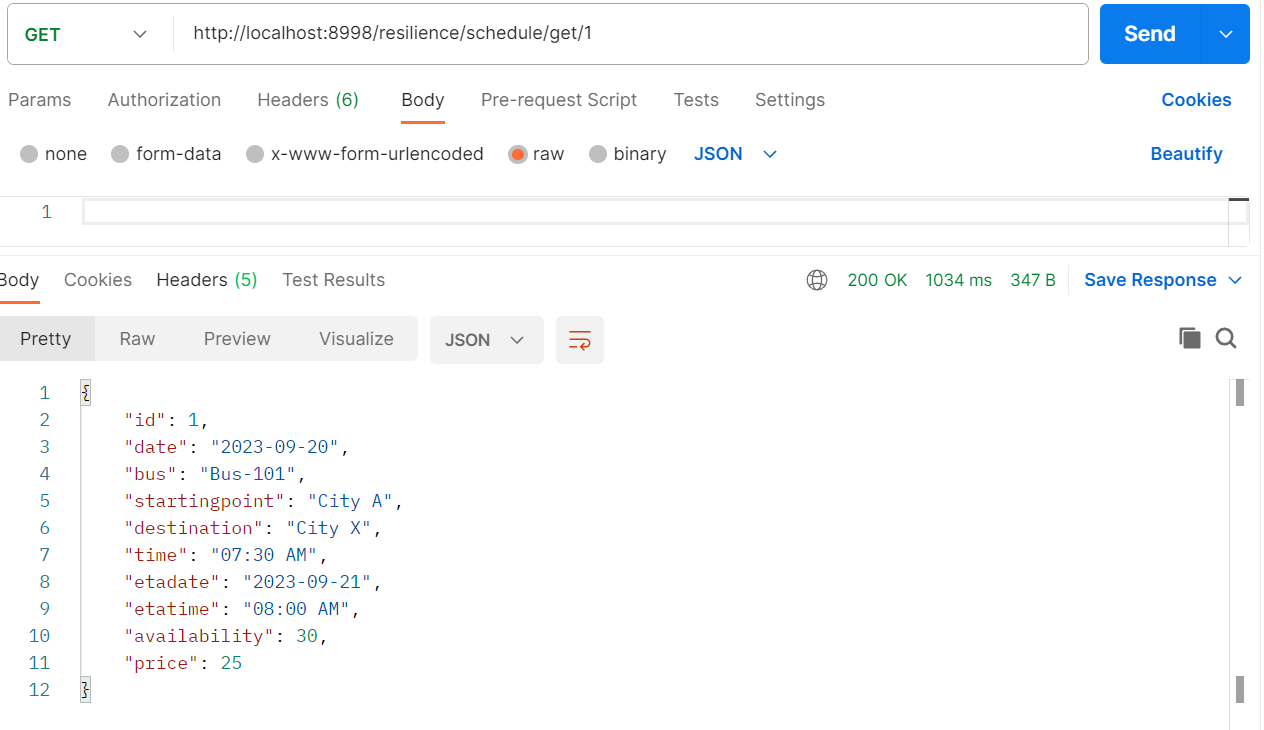 GET http://localhost:8998/resilience/schedule/get/1 Send
Params Authorization Headers (6) Body Pre-request Script Tests Settings Cookies
none form-data x-www-form-urlencoded raw binary JSON Beautify
1
Body Cookies Headers (5) Test Results 200 OK 1034 ms 347 B Save Response
Pretty Raw Preview Visualize JSON
1 {
2 "id": 1,
3 "date": "2023-09-20",
4 "bus": "Bus-101",
5 "startingpoint": "City A",
6 "destination": "City X",
7 "time": "07:30 AM",
8 "etadate": "2023-09-21",
9 "etatime": "08:00 AM",
10 "availability": 30,
11 "price": 25
12 }